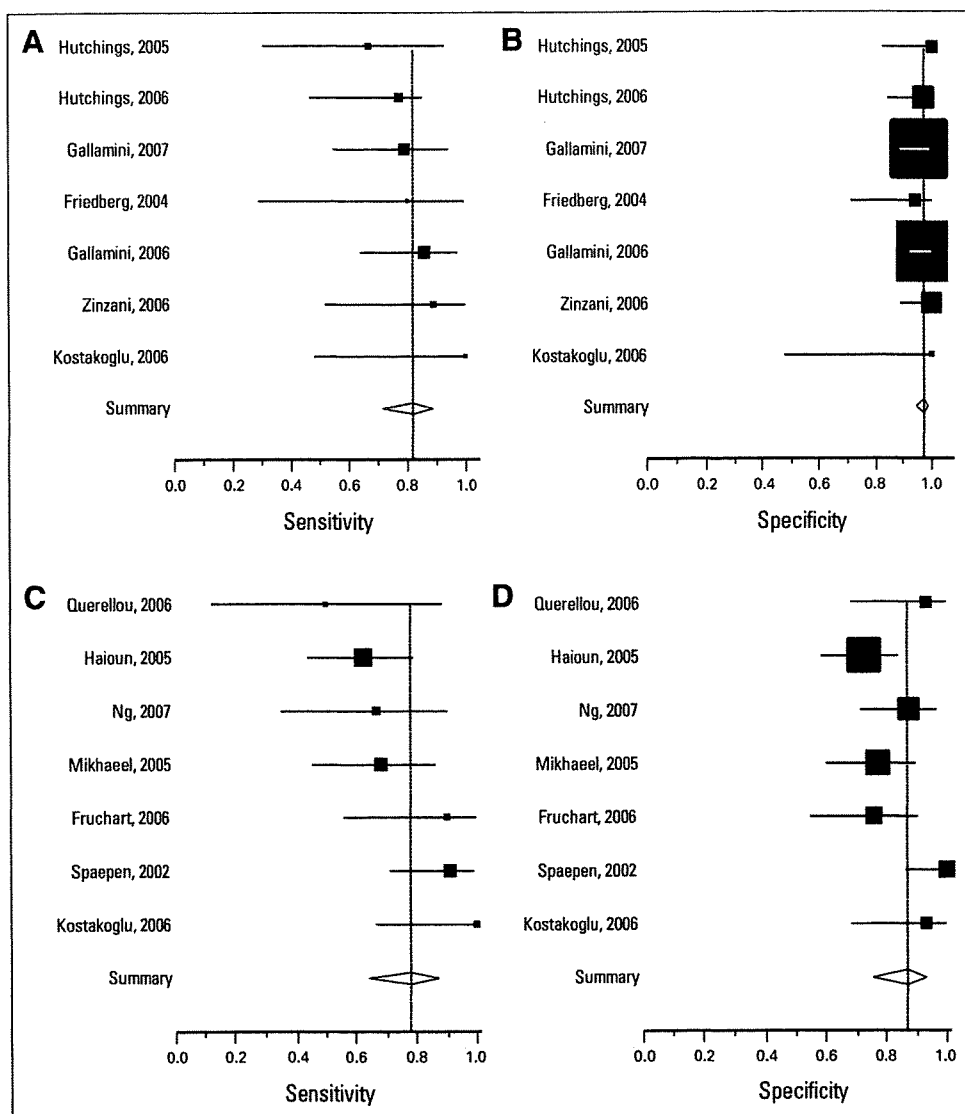 A
Hutchings, 2005
Hutchings, 2006
Gallamini, 2007
Friedberg, 2004
Gallamini, 2006
Zinzani, 2006
Kostakoglu, 2006
Summary
0.0 0.2 0.4 0.6 0.8 1.0
Sensitivity
B
Hutchings, 2005
Hutchings, 2006
Gallamini, 2007
Friedberg, 2004
Gallamini, 2006
Zinzani, 2006
Kostakoglu, 2006
Summary
0.0 0.2 0.4 0.6 0.8 1.0
Specificity
C
Querellou, 2006
Haioun, 2005
Ng, 2007
Mikhaeel, 2005
Fruchart, 2006
Spaepen, 2002
Kostakoglu, 2006
Summary
0.0 0.2 0.4 0.6 0.8 1.0
Sensitivity
D
Querellou, 2006
Haioun, 2005
Ng, 2007
Mikhaeel, 2005
Fruchart, 2006
Spaepen, 2002
Kostakoglu, 2006
Summary
0.0 0.2 0.4 0.6 0.8 1.0
Specificity